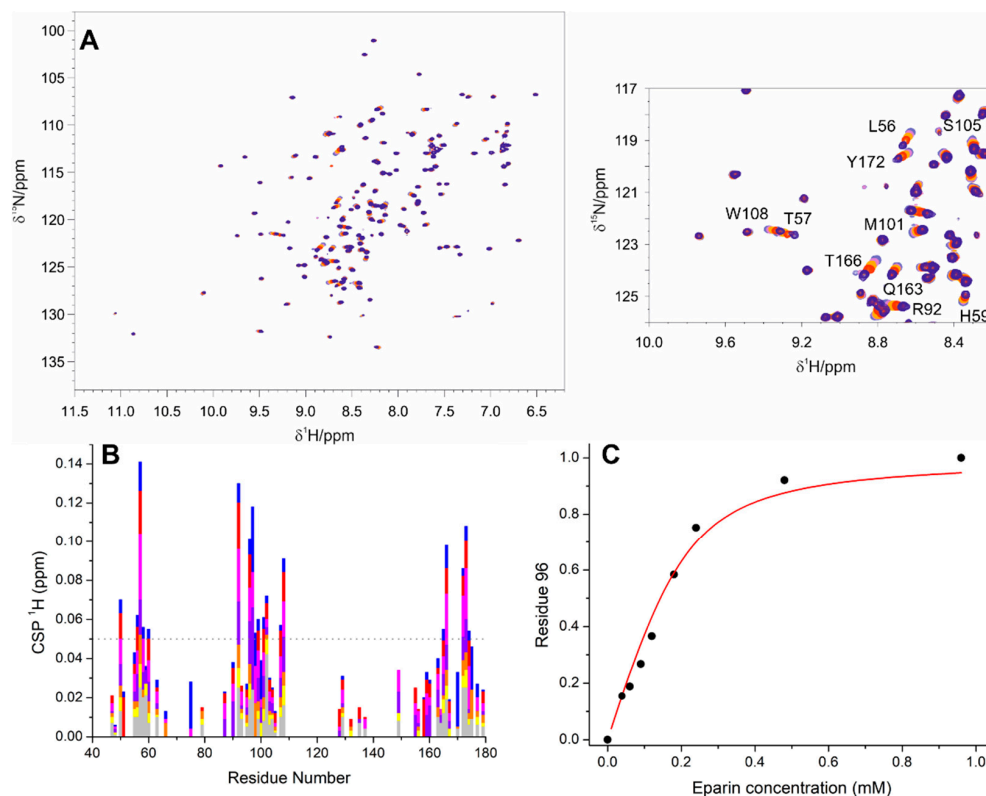 A
100
105
110
115
120
125
130
135
δ¹⁵N/ppm
11.5 11.0 10.5 10.0 9.5 9.0 8.5 8.0 7.5 7.0 6.5
δ¹H/ppm
117
119
121
123
125
δ¹⁵N/ppm
L56
S105
Y172
W108
T57
M101
T166
Q163
R92
H59
10.0 9.6 9.2 8.8 8.4
δ¹H/ppm
B
0.14
0.12
0.10
0.08
0.06
0.04
0.02
0.00
CSP ¹H (ppm)
40 60 80 100 120 140 160 180
Residue Number
C
1.0
0.8
0.6
0.4
0.2
0.0
Residue 96
0.0 0.2 0.4 0.6 0.8 1.0
Eparin concentration (mM)